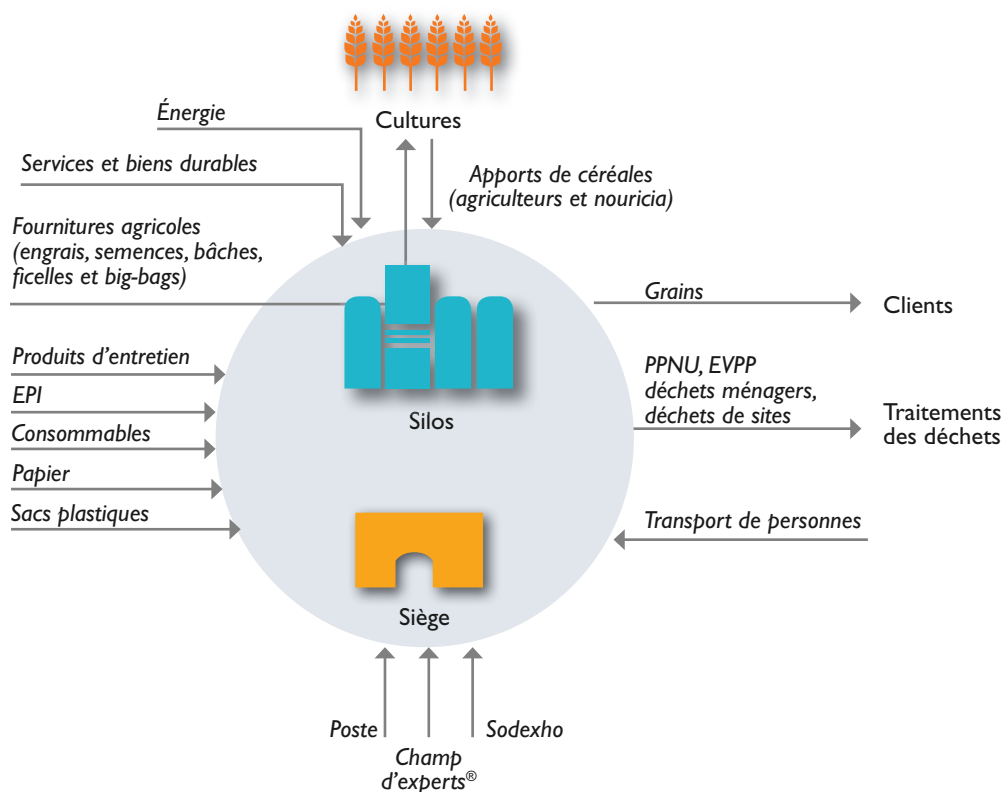 Énergie
Cultures
Services et biens durables
Apports de céréales
(agriculteurs et nouricia)
Fournitures agricoles
(engrais, semences, bâches,
ficelles et big-bags)
Grains
Clients
Produits d'entretien
EPI
Consommables
Papier
Sacs plastiques
Silos
PPNU, EVPP
déchets ménagers,
déchets de sites
Traitements
des déchets
Transport de personnes
Siège
Poste
Champ
d'experts®
Sodexho